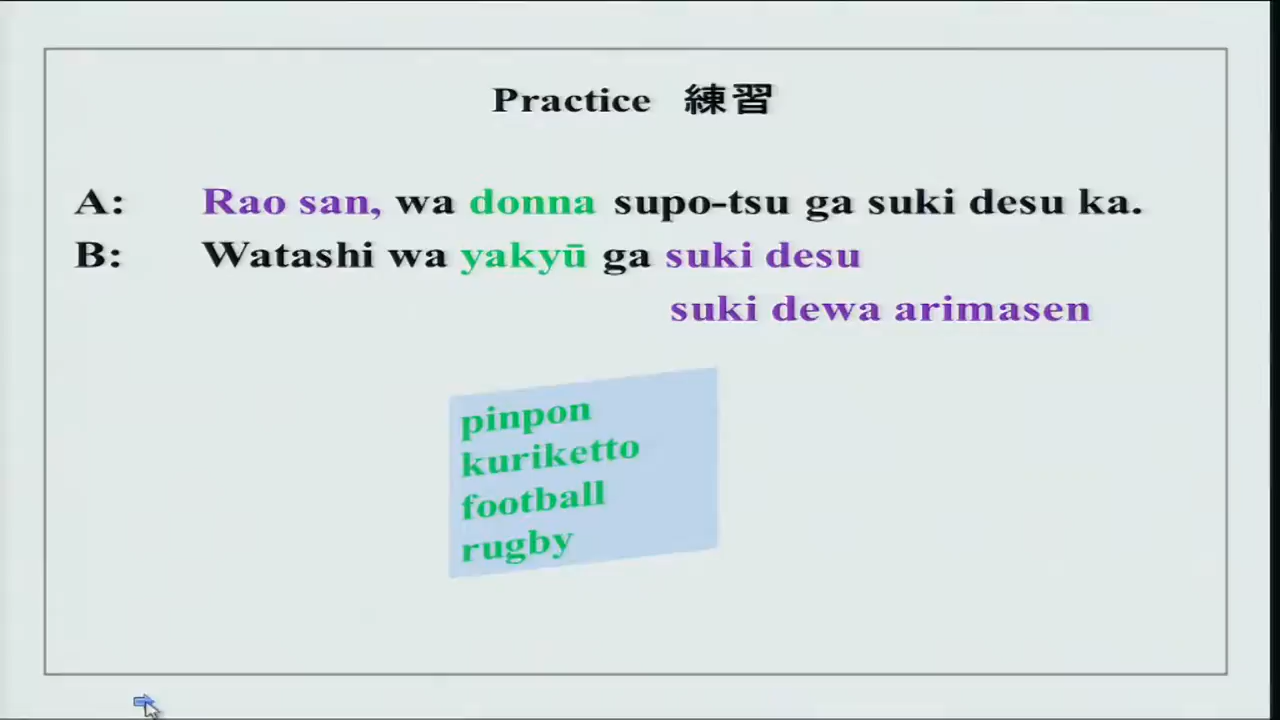 Practice 練習
A: Rao san, wa donna supo-tsu ga suki desu ka.
B: Watashi wa yakyū ga suki desu
suki dewa arimasen
pinpon
kuriketto
football
rugby